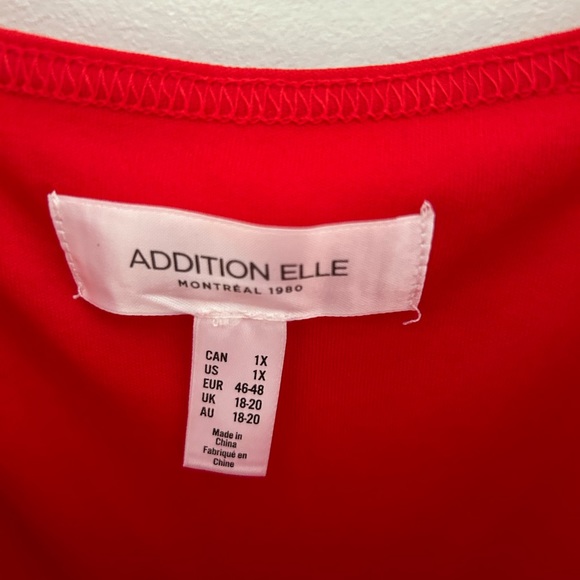 ADDITION ELLE
MONTRÉAL 1980
CAN 1X
US 1X
EUR 46-48
UK 18-20
AU 18-20
Made in
China
Fabriqué en
Chine